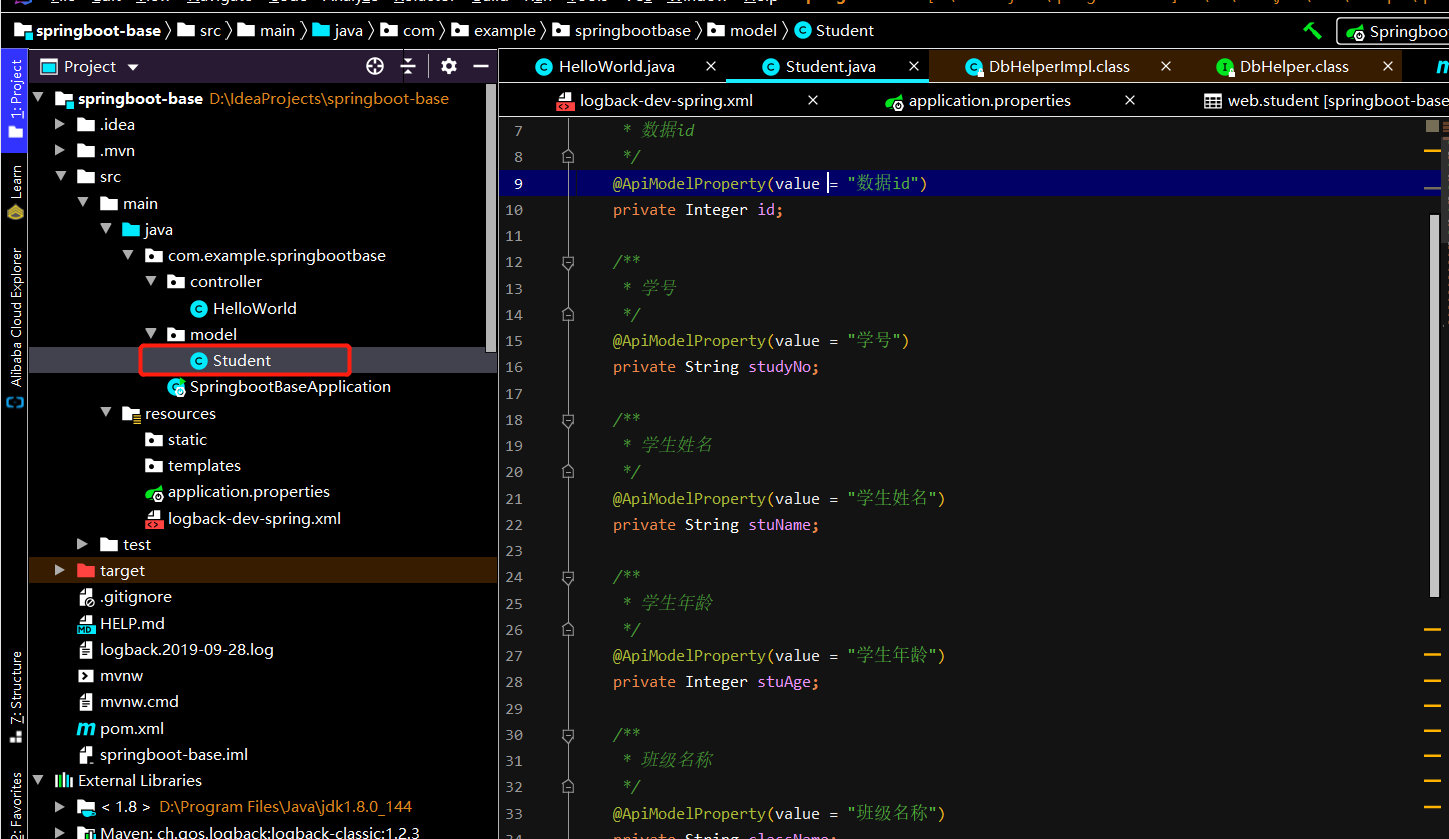 springboot-base src main java com example springbootbase model Student Springboo
Project
HelloWorld.java Student.java DbHelperImpl.class DbHelper.class
logback-dev-spring.xml application.properties web.student [springboot-base
1: Project
Learn
Alibaba Cloud Explorer
7: Structure
2: Favorites
springboot-base D:\IdeaProjects\springboot-base
.idea
.mvn
src
main
java
com.example.springbootbase
controller
HelloWorld
model
Student
SpringbootBaseApplication
resources
static
templates
application.properties
logback-dev-spring.xml
test
target
.gitignore
HELP.md
logback.2019-09-28.log
mvnw
mvnw.cmd
pom.xml
springboot-base.iml
External Libraries
< 1.8 > D:\Program Files\Java\jdk1.8.0_144
Maven: ch.qos.logback:logback-classic:1.2.3
7 * 数据id
8 */
9 @ApiModelProperty(value = "数据id")
10 private Integer id;
11
12 /**
13 * 学号
14 */
15 @ApiModelProperty(value = "学号")
16 private String studyNo;
17
18 /**
19 * 学生姓名
20 */
21 @ApiModelProperty(value = "学生姓名")
22 private String stuName;
23
24 /**
25 * 学生年龄
26 */
27 @ApiModelProperty(value = "学生年龄")
28 private Integer stuAge;
29
30 /**
31 * 班级名称
32 */
33 @ApiModelProperty(value = "班级名称")
34 private String className;